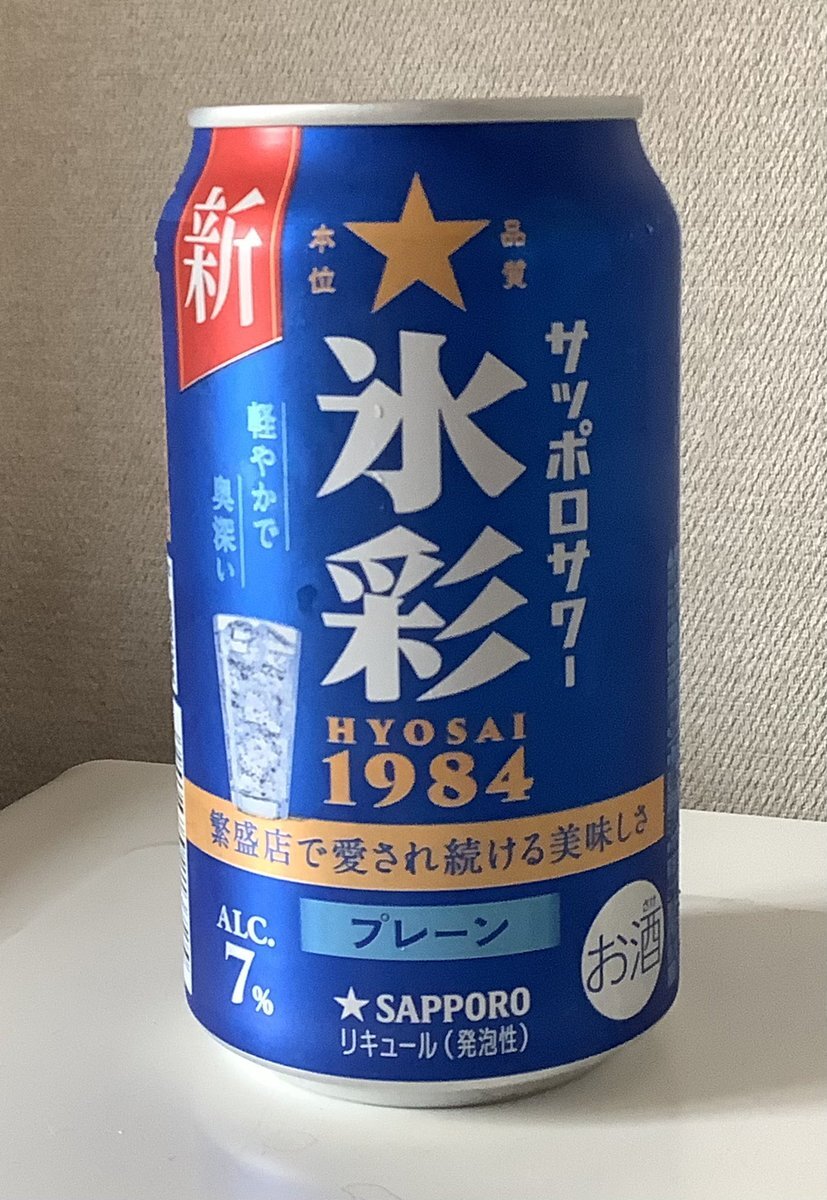 新
品質
本位
サッポロサワー
氷彩
HYOSAI
1984
軽やかで
奥深い
繁盛店で愛され続ける美味しさ
プレーン
ALC.
7%
さけ
お酒
★SAPPORO
リキュール(発泡性)